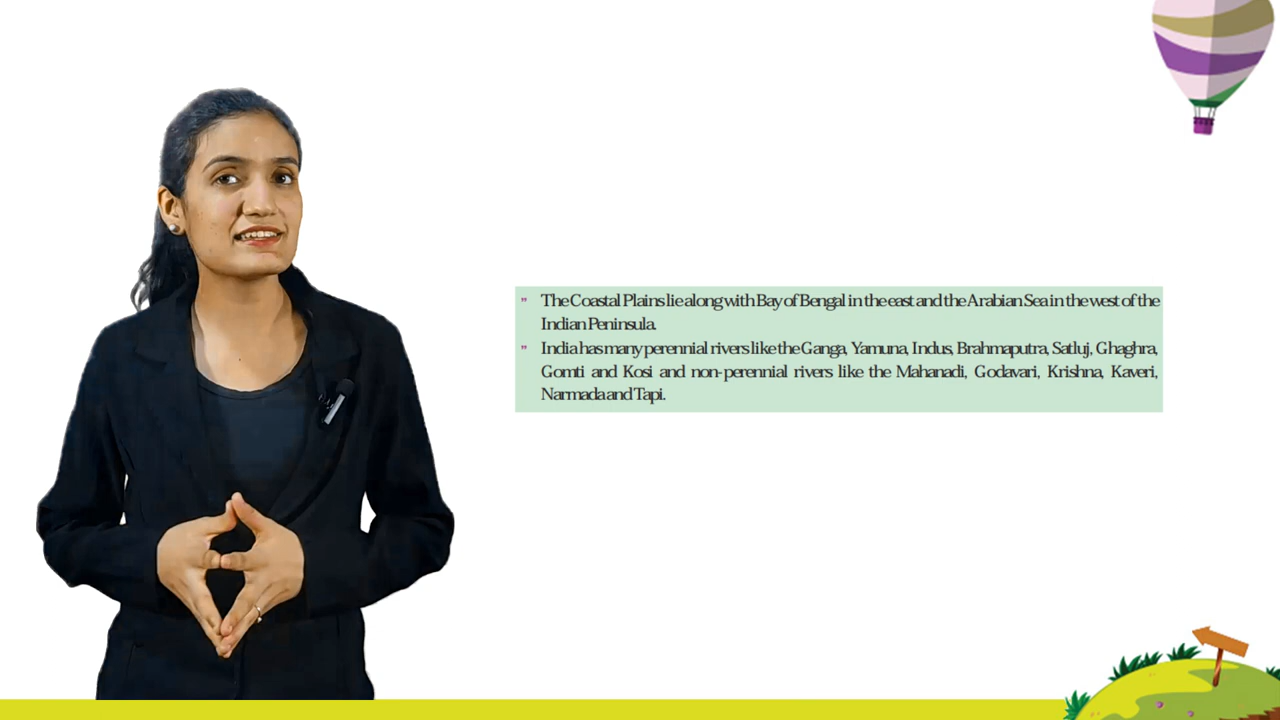 " The Coastal Plains lie along with Bay of Bengal in the east and the Arabian Sea in the west of the
Indian Peninsula.
" India has many perennial rivers like the Ganga, Yamuna, Indus, Brahmaputra, Satluj, Ghaghra,
Gomti and Kosi and non-perennial rivers like the Mahanadi, Godavari, Krishna, Kaveri,
Narmada and Tapi.